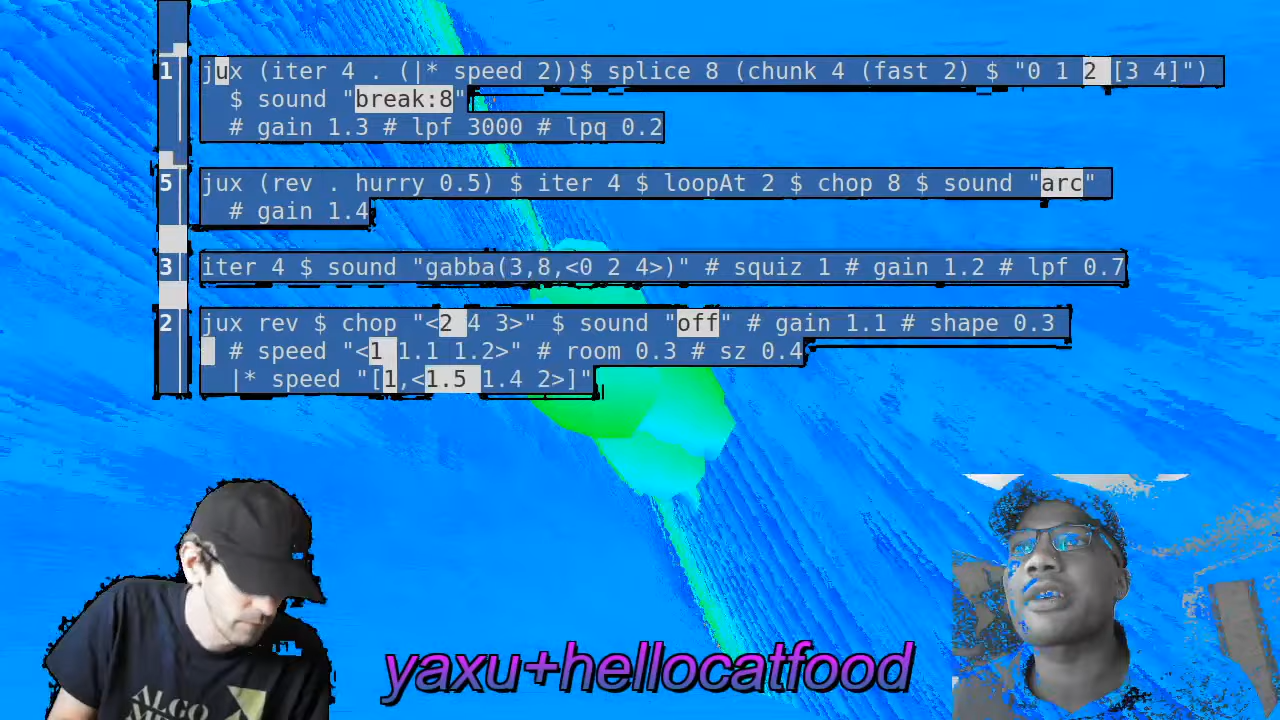 1 jux (iter 4 . (|* speed 2))$ splice 8 (chunk 4 (fast 2) $ "0 1 2 [3 4]")
$ sound "break:8"
# gain 1.3 # lpf 3000 # lpq 0.2
5 jux (rev . hurry 0.5) $ iter 4 $ loopAt 2 $ chop 8 $ sound "arc"
# gain 1.4
3 iter 4 $ sound "gabba(3,8,<0 2 4>)" # squiz 1 # gain 1.2 # lpf 0.7
2 jux rev $ chop "<2 4 3>" $ sound "off" # gain 1.1 # shape 0.3
# speed "<1 1.1 1.2>" # room 0.3 # sz 0.4
|* speed "[1,<1.5 1.4 2>]"
ALGO
yaxu+hellocatfood